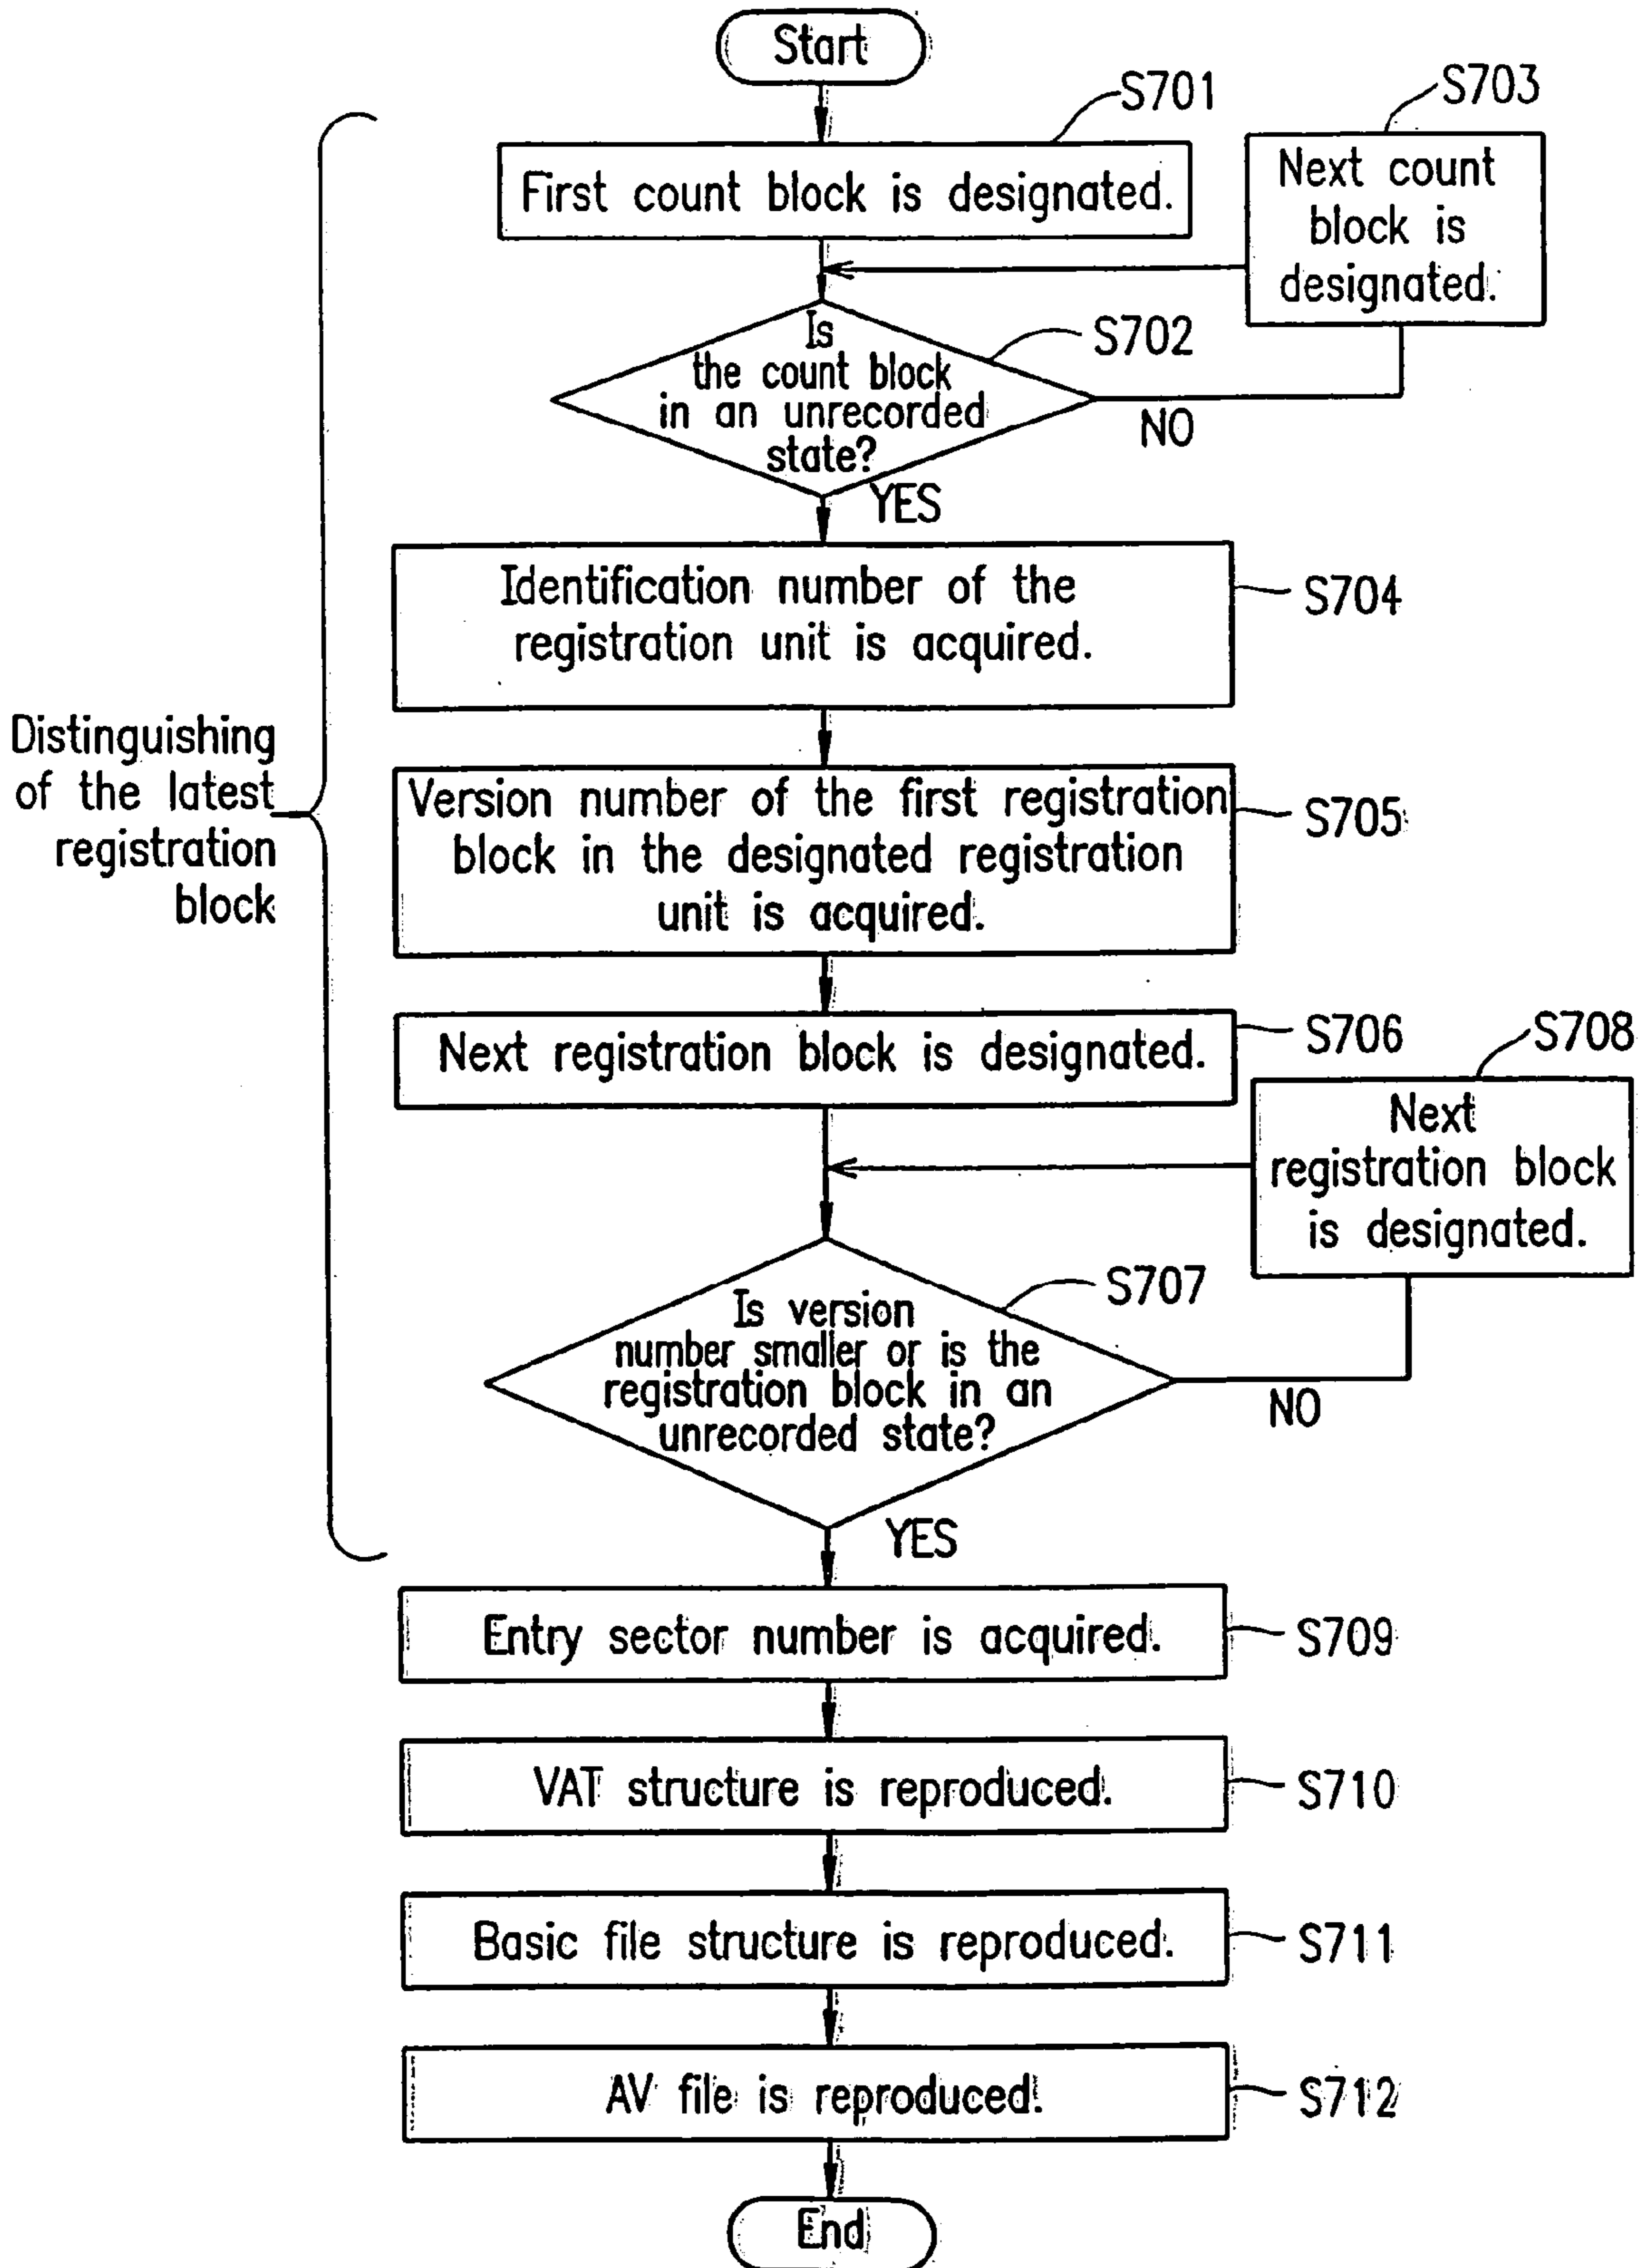 Start
S701
First count block is designated.
S703
Next count
block is
designated.
S702
Is
the count block
in an unrecorded
state?
NO
YES
Identification number of the
registration unit is acquired.
S704
Distinguishing
of the latest
registration
block
Version number of the first registration
block in the designated registration
unit is acquired.
S705
Next registration block is designated.
S706
S708
Next
registration block
is designated.
S707
Is version
number smaller or is the
registration block in an
unrecorded state?
NO
YES
Entry sector number is acquired.
S709
VAT structure is reproduced.
S710
Basic file structure is reproduced.
S711
AV file is reproduced.
S712
End